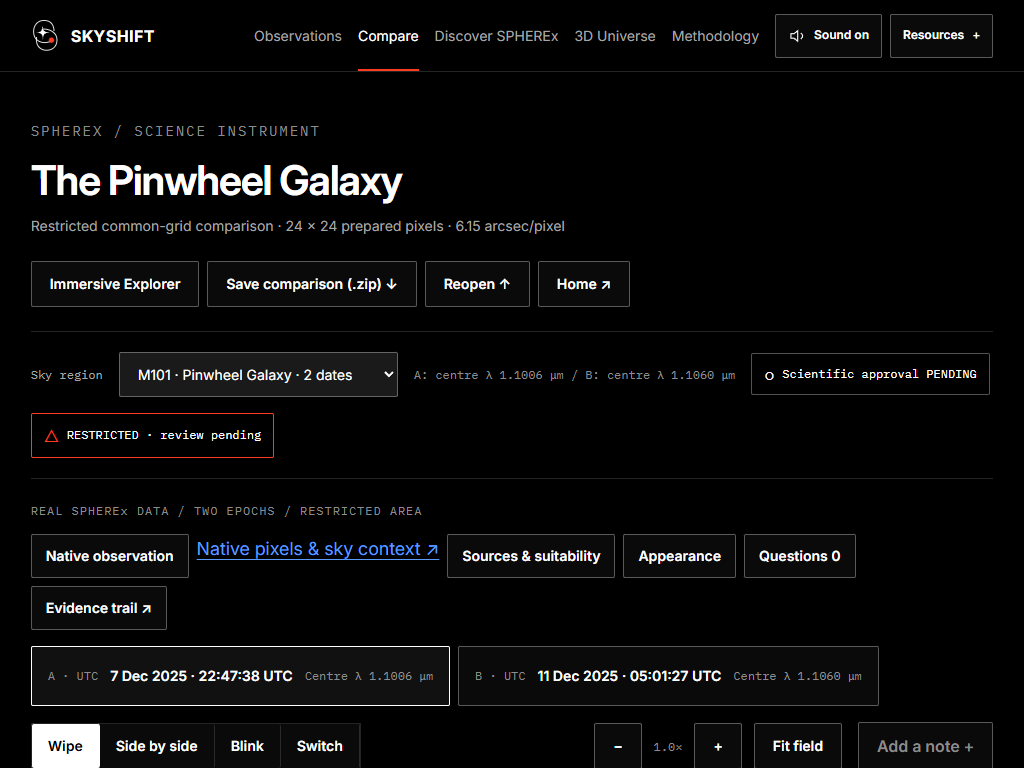 SKYSHIFT
Observations Compare Discover SPHEREx 3D Universe Methodology Sound on Resources +
SPHEREX / SCIENCE INSTRUMENT
The Pinwheel Galaxy
Restricted common-grid comparison · 24 × 24 prepared pixels · 6.15 arcsec/pixel
Immersive Explorer Save comparison (.zip) ↓ Reopen ↑ Home ↗
Sky region M101 · Pinwheel Galaxy · 2 dates A: centre λ 1.1006 µm / B: centre λ 1.1060 µm Scientific approval PENDING
RESTRICTED · review pending
REAL SPHEREx DATA / TWO EPOCHS / RESTRICTED AREA
Native observation Native pixels & sky context ↗ Sources & suitability Appearance Questions 0
Evidence trail ↗
A · UTC 7 Dec 2025 · 22:47:38 UTC Centre λ 1.1006 µm B · UTC 11 Dec 2025 · 05:01:27 UTC Centre λ 1.1060 µm
Wipe Side by side Blink Switch − 1.0× + Fit field Add a note +